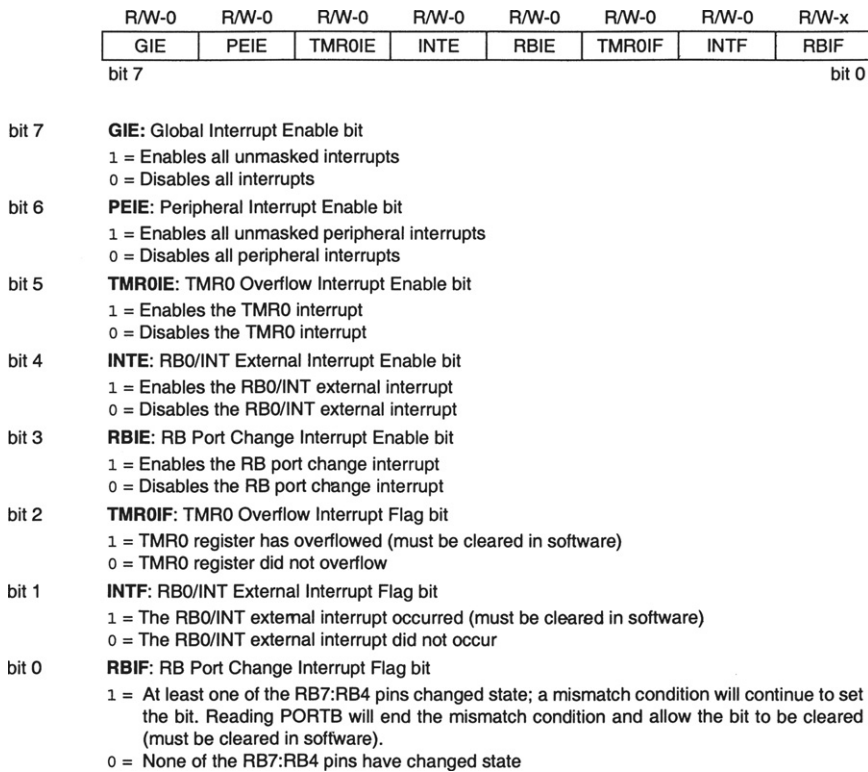 R/W-0 R/W-0 R/W-0 R/W-0 R/W-0 R/W-0 R/W-0 R/W-x
GIE PEIE TMR0IE INTE RBIE TMR0IF INTF RBIF
bit 7 bit 0
bit 7 GIE: Global Interrupt Enable bit
1 = Enables all unmasked interrupts
0 = Disables all interrupts
bit 6 PEIE: Peripheral Interrupt Enable bit
1 = Enables all unmasked peripheral interrupts
0 = Disables all peripheral interrupts
bit 5 TMR0IE: TMR0 Overflow Interrupt Enable bit
1 = Enables the TMR0 interrupt
0 = Disables the TMR0 interrupt
bit 4 INTE: RB0/INT External Interrupt Enable bit
1 = Enables the RB0/INT external interrupt
0 = Disables the RB0/INT external interrupt
bit 3 RBIE: RB Port Change Interrupt Enable bit
1 = Enables the RB port change interrupt
0 = Disables the RB port change interrupt
bit 2 TMR0IF: TMR0 Overflow Interrupt Flag bit
1 = TMR0 register has overflowed (must be cleared in software)
0 = TMR0 register did not overflow
bit 1 INTF: RB0/INT External Interrupt Flag bit
1 = The RB0/INT external interrupt occurred (must be cleared in software)
0 = The RB0/INT external interrupt did not occur
bit 0 RBIF: RB Port Change Interrupt Flag bit
1 = At least one of the RB7:RB4 pins changed state; a mismatch condition will continue to set
the bit. Reading PORTB will end the mismatch condition and allow the bit to be cleared
(must be cleared in software).
0 = None of the RB7:RB4 pins have changed state